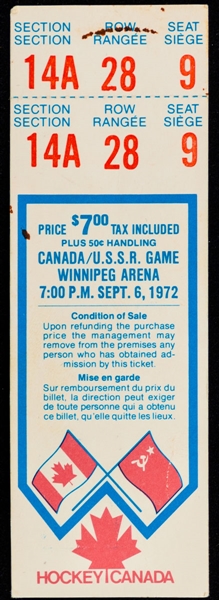 SECTION ROW SEAT
SECTION RANGÉE SIÈGE
14A 28 9
SECTION ROW SEAT
SECTION RANGÉE SIÈGE
14A 28 9
PRICE $7.00 TAX INCLUDED
PLUS 50¢ HANDLING
CANADA/U.S.S.R. GAME
WINNIPEG ARENA
7:00 P.M. SEPT. 6, 1972
Condition of Sale
Upon refunding the purchase
price the management may
remove from the premises any
person who has obtained ad-
mission by this ticket.
Mise en garde
Sur remboursement du prix du
billet, la direction peut exiger
de toute personne qui a obtenu
ce billet, qu'elle quitte les lieux.
HOCKEY CANADA